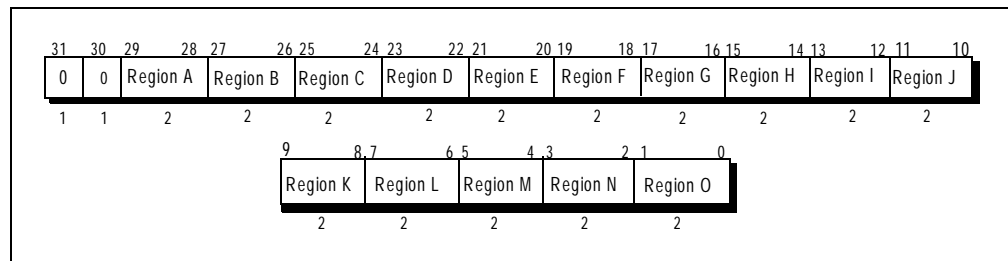 31 30 29 28 27 26 25 24 23 22 21 20 19 18 17 16 15 14 13 12 11 10
0 0 Region A Region B Region C Region D Region E Region F Region G Region H Region I Region J
1 1 2 2 2 2 2 2 2 2 2 2
9 8 7 6 5 4 3 2 1 0
Region K Region L Region M Region N Region O
2 2 2 2 2